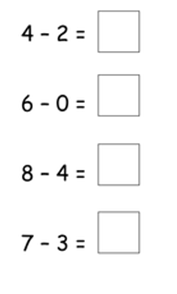 4 - 2 =
6 - 0 =
8 - 4 =
7 - 3 =